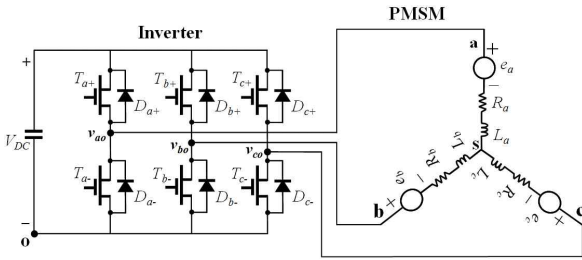 Inverter
PMSM
a
+
+
e_a
T_a+
T_b+
T_c+
−
D_a+
D_b+
D_c+
R_a
v_ao
V_DC
v_bo
v_co
L_a
s
L_b
R_b
L_c
R_c
T_a-
T_b-
T_c-
−
−
e_b
e_c
+
+
D_a-
D_b-
D_c-
b
c
−
o